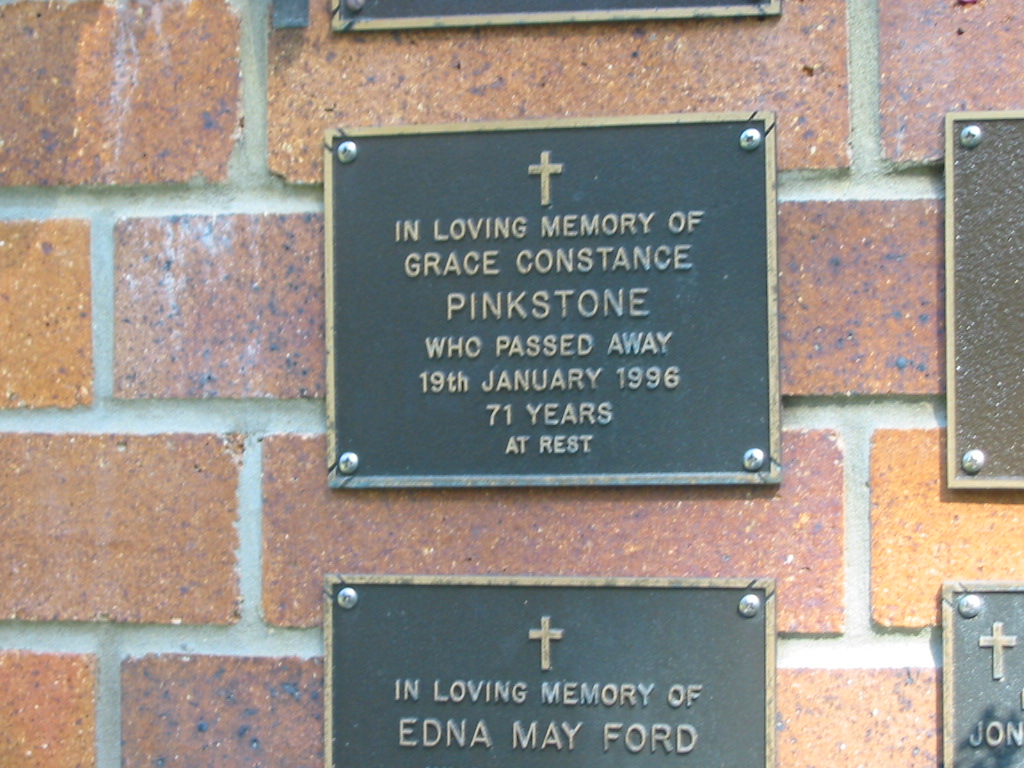 IN LOVING MEMORY OF
GRACE CONSTANCE
PINKSTONE
WHO PASSED AWAY
19th JANUARY 1996
71 YEARS
AT REST
IN LOVING MEMORY OF
EDNA MAY FORD
JON